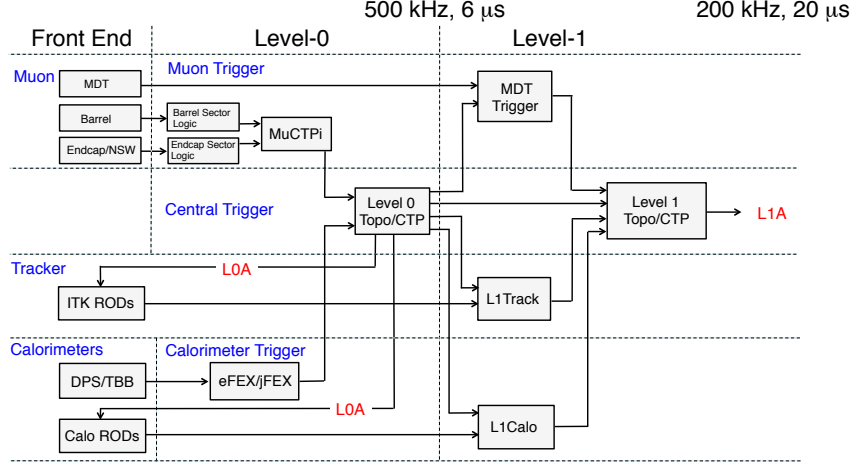 500 kHz, 6 μs
200 kHz, 20 μs
Front End
Level-0
Level-1
Muon
Muon Trigger
MDT
MDT
Trigger
Barrel
Barrel Sector
Logic
MuCTPi
Endcap/NSW
Endcap Sector
Logic
Central Trigger
Level 0
Topo/CTP
Level 1
Topo/CTP
L1A
Tracker
L0A
ITK RODs
L1Track
Calorimeters
Calorimeter Trigger
DPS/TBB
eFEX/jFEX
L0A
Calo RODs
L1Calo